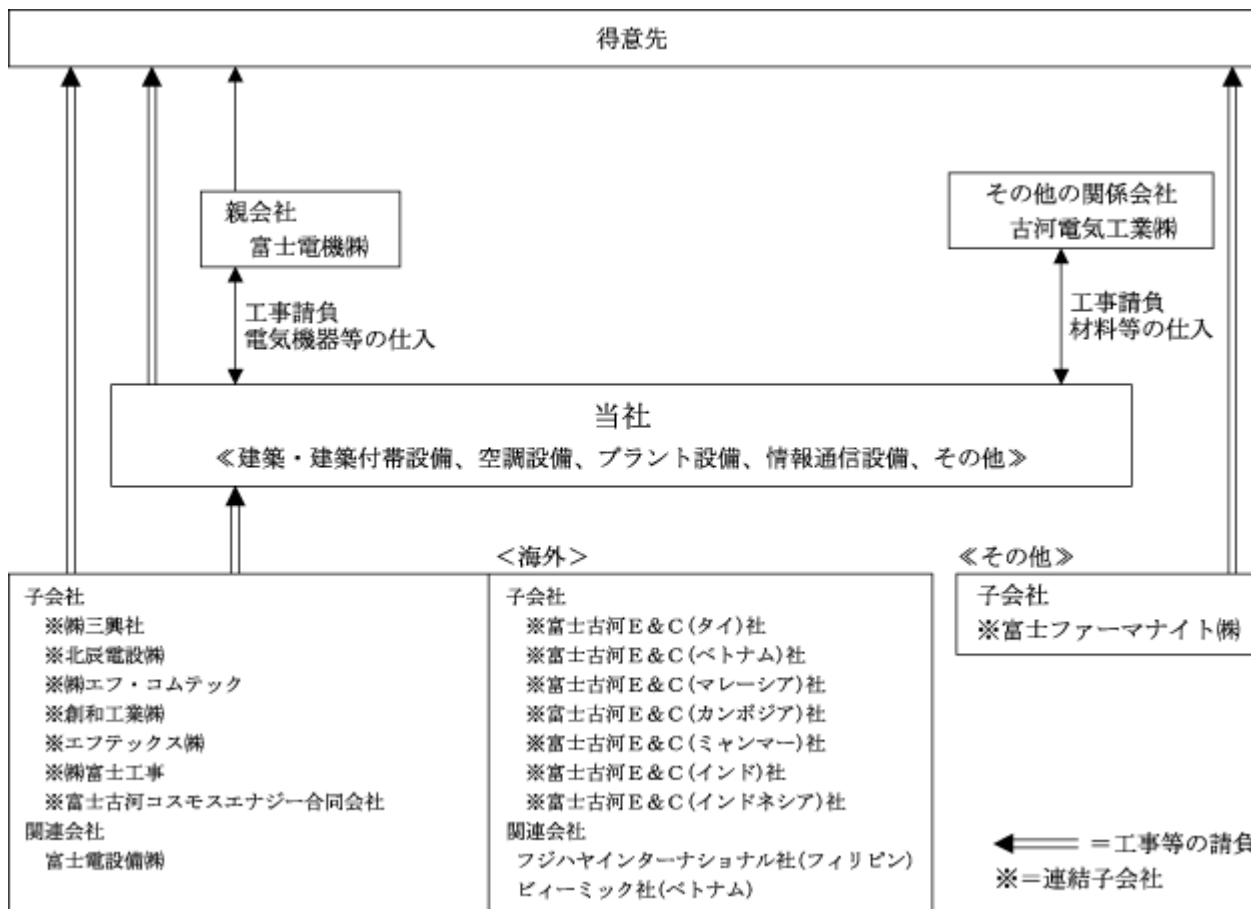 得意先
親会社
富士電機㈱
その他の関係会社
古河電気工業㈱
工事請負
電気機器等の仕入
工事請負
材料等の仕入
当社
≪建築・建築付帯設備、空調設備、プラント設備、情報通信設備、その他≫
子会社
※㈱三興社
※北辰電設㈱
※㈱エフ・コムテック
※創和工業㈱
※エフテックス㈱
※㈱富士工事
※富士古河コスモスエナジー合同会社
関連会社
富士電設備㈱
＜海外＞
子会社
※富士古河Ｅ＆Ｃ(タイ)社
※富士古河Ｅ＆Ｃ(ベトナム)社
※富士古河Ｅ＆Ｃ(マレーシア)社
※富士古河Ｅ＆Ｃ(カンボジア)社
※富士古河Ｅ＆Ｃ(ミャンマー)社
※富士古河Ｅ＆Ｃ(インド)社
※富士古河Ｅ＆Ｃ(インドネシア)社
関連会社
フジハヤインターナショナル社(フィリピン)
ビィーミック社(ベトナム)
≪その他≫
子会社
※富士ファーマナイト㈱
＝工事等の請負
※＝連結子会社